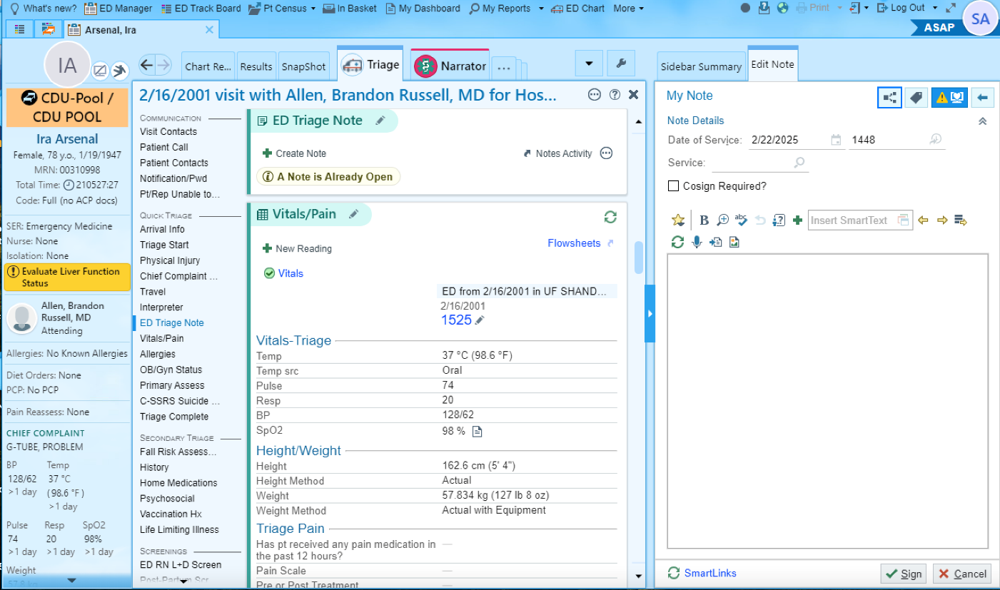 What's new? ED Manager ED Track Board Pt Census In Basket My Dashboard My Reports ED Chart More Print Log Out
Arsenal, Ira
ASAP
SA
IA
Chart Re... Results SnapShot Triage Narrator ... Sidebar Summary Edit Note
CDU-Pool /
CDU POOL
Ira Arsenal
Female, 78 y.o., 1/19/1947
MRN: 00310998
Total Time: 210527:27
Code: Full (no ACP docs)
SER: Emergency Medicine
Nurse: None
Isolation: None
Evaluate Liver Function
Status
Allen, Brandon
Russell, MD
Attending
Allergies: No Known Allergies
Diet Orders: None
PCP: No PCP
Pain Reassess: None
CHIEF COMPLAINT
G-TUBE, PROBLEM
BP Temp
128/62 37 °C
>1 day (98.6 °F)
>1 day
Pulse Resp SpO2
74 20 98%
>1 day >1 day >1 day
Weight
57.8 kg
2/16/2001 visit with Allen, Brandon Russell, MD for Hos...
COMMUNICATION
Visit Contacts
Patient Call
Patient Contacts
Notification/Pwd
Pt/Rep Unable to...
QUICK TRIAGE
Arrival Info
Triage Start
Physical Injury
Chief Complaint ...
Travel
Interpreter
ED Triage Note
Vitals/Pain
Allergies
OB/Gyn Status
Primary Assess
C-SSRS Suicide ...
Triage Complete
SECONDARY TRIAGE
Fall Risk Assess...
History
Home Medications
Psychosocial
Vaccination Hx
Life Limiting Illness
SCREENINGS
ED RN L+D Screen
Post-Partum Scr
ED Triage Note
Create Note Notes Activity
A Note is Already Open
Vitals/Pain
New Reading Flowsheets
Vitals
ED from 2/16/2001 in UF SHAND...
2/16/2001
1525
Vitals-Triage
Temp 37 °C (98.6 °F)
Temp src Oral
Pulse 74
Resp 20
BP 128/62
SpO2 98 %
Height/Weight
Height 162.6 cm (5' 4")
Height Method Actual
Weight 57.834 kg (127 lb 8 oz)
Weight Method Actual with Equipment
Triage Pain
Has pt received any pain medication in —
the past 12 hours?
Pain Scale —
Pre or Post Treatment —
My Note
Note Details
Date of Service: 2/22/2025 1448
Service:
Cosign Required?
B abc Insert SmartText
SmartLinks Sign Cancel